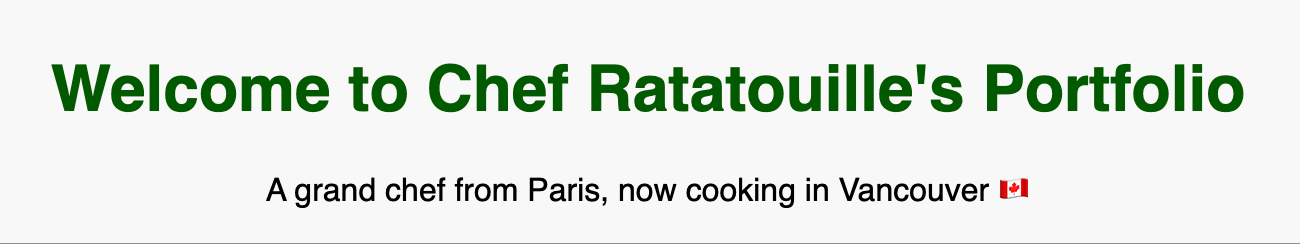 Welcome to Chef Ratatouille's Portfolio
A grand chef from Paris, now cooking in Vancouver 🇨🇦